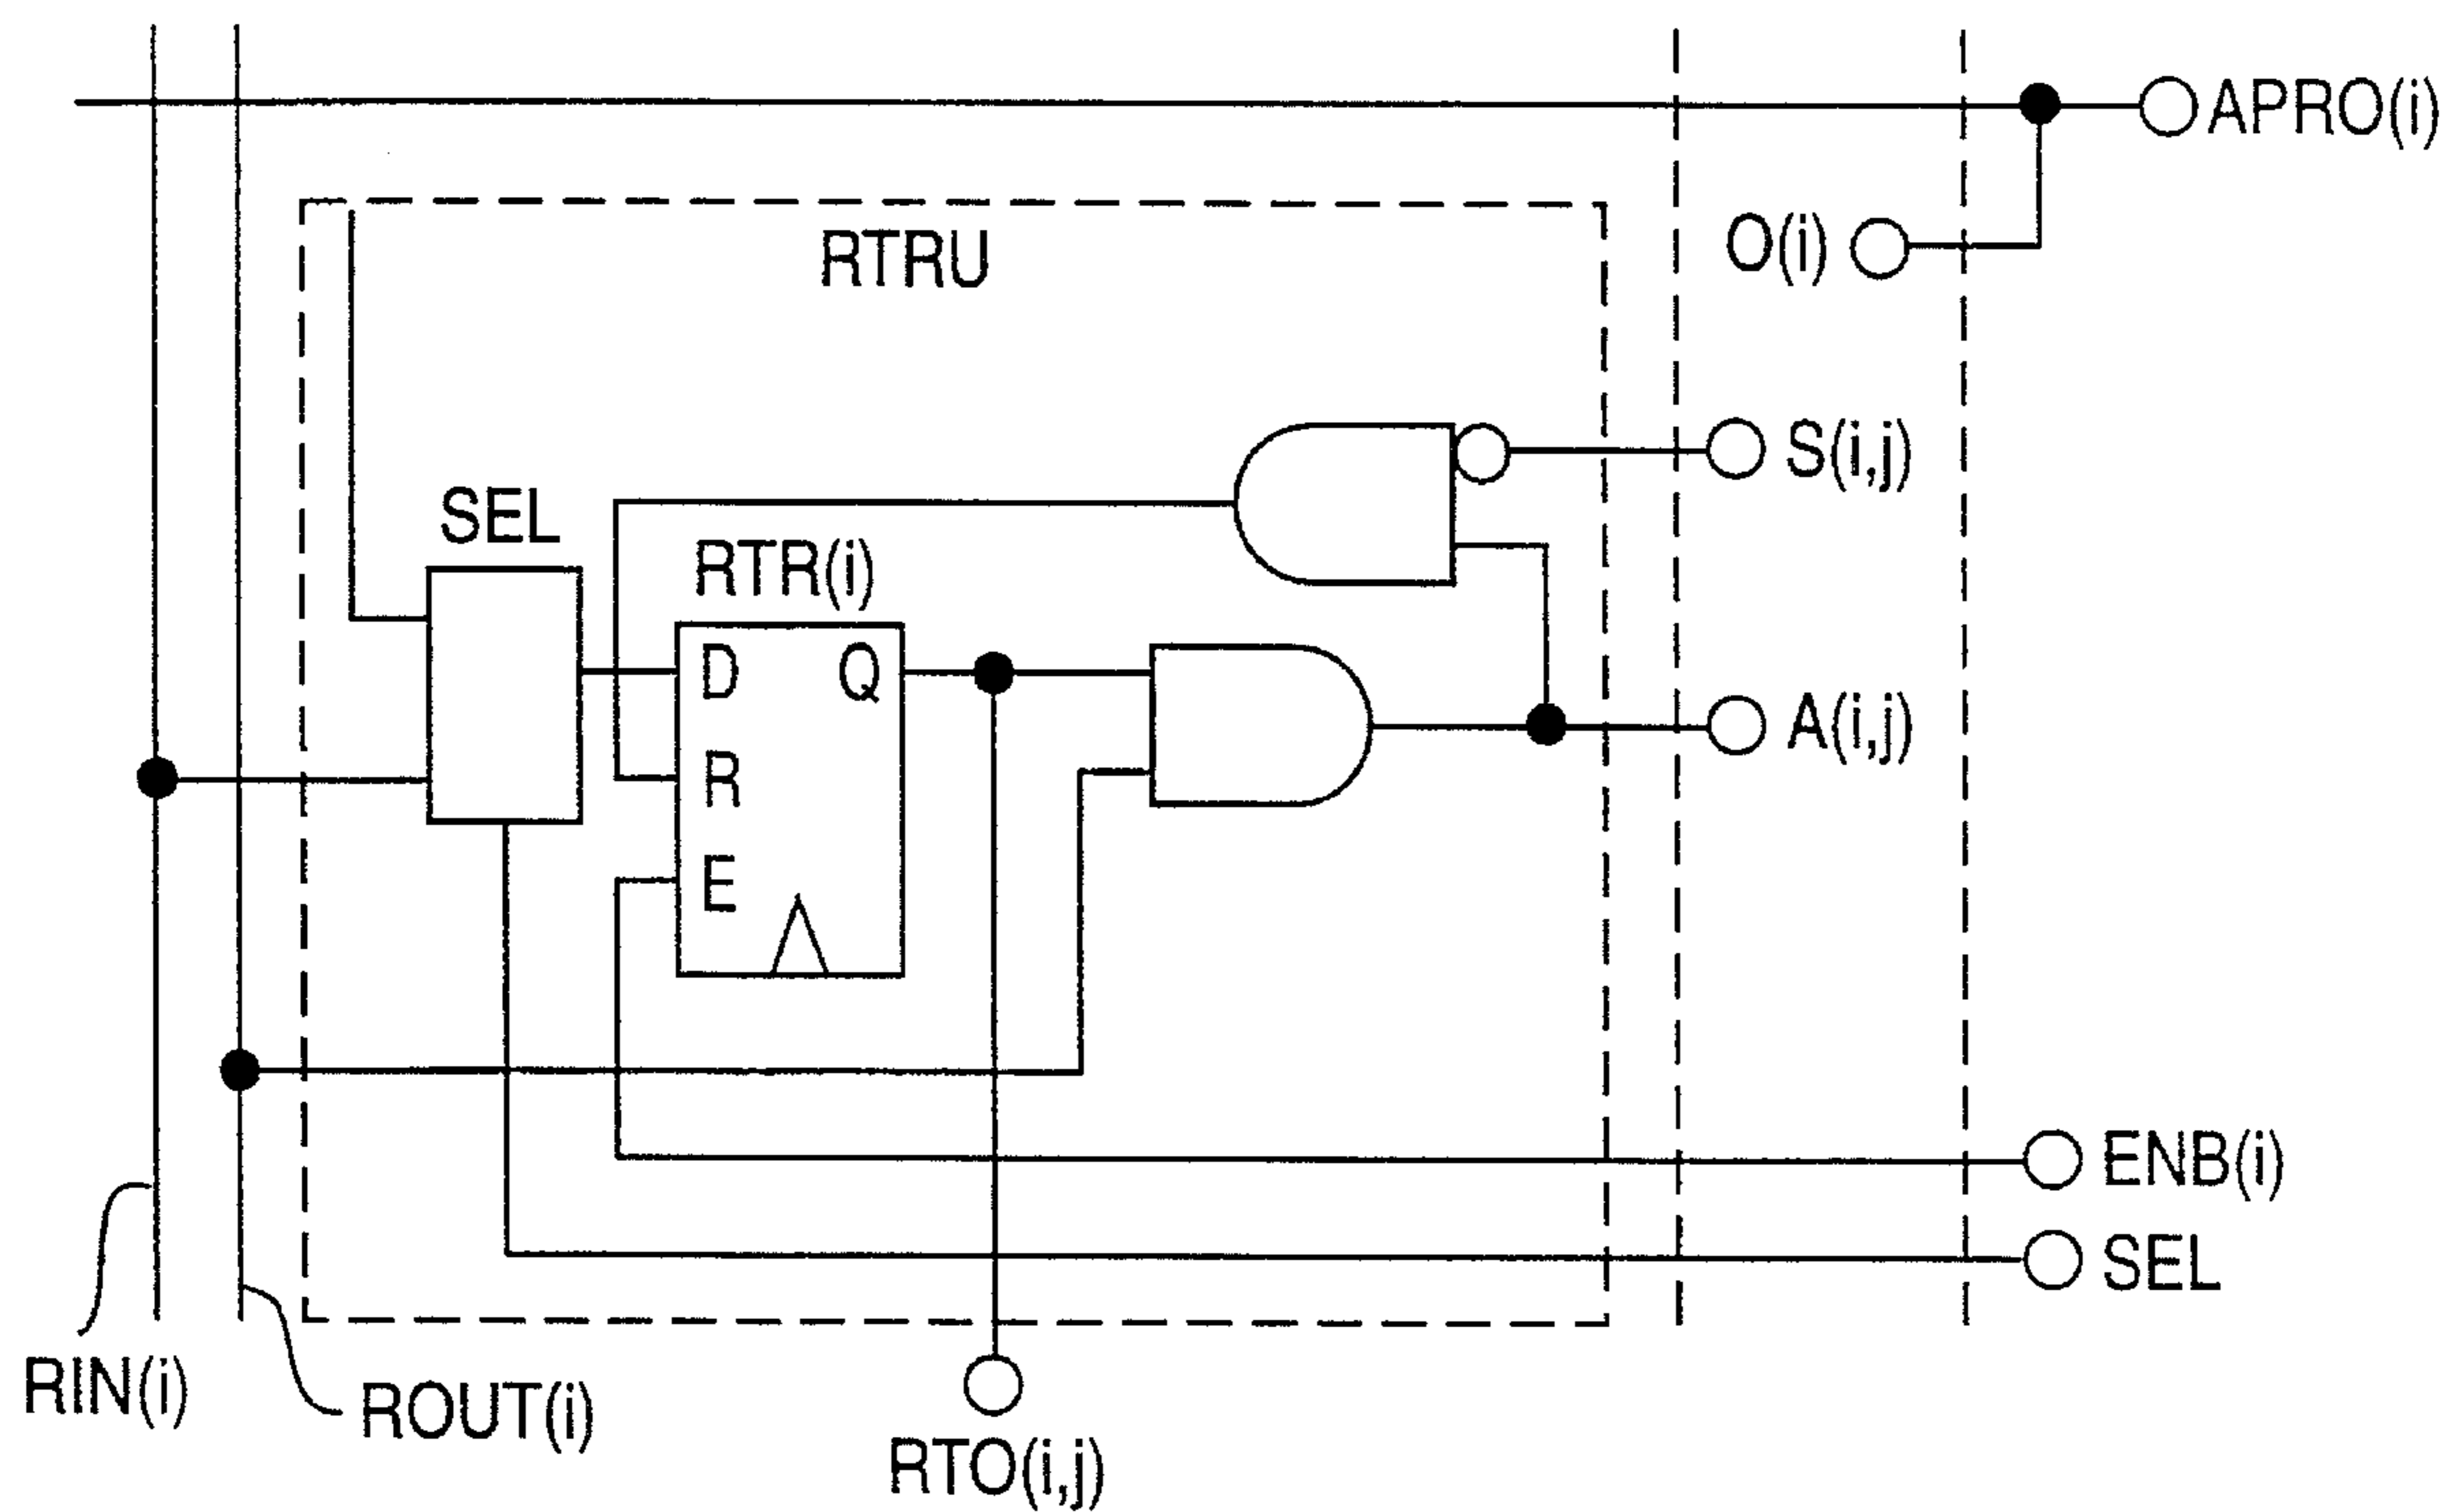 APRO(i)
O(i)
RTRU
S(i,j)
SEL
RTR(i)
D Q
A(i,j)
R
E
ENB(i)
SEL
RIN(i)
ROUT(i)
RTO(i,j)